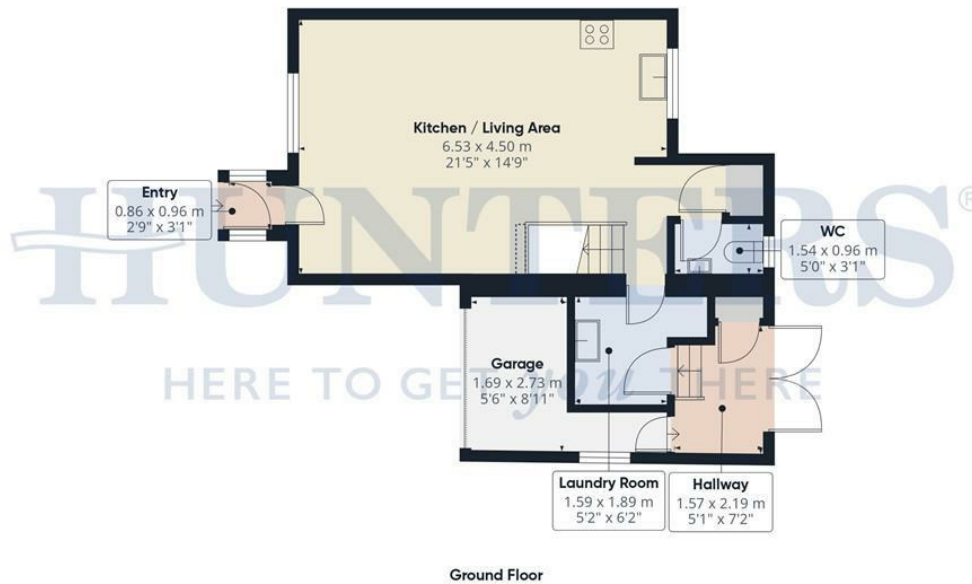 Kitchen / Living Area
6.53 x 4.50 m
21'5" x 14'9"
Entry
0.86 x 0.96 m
2'9" x 3'1"
HUNTERS®
WC
1.54 x 0.96 m
5'0" x 3'1"
Garage
1.69 x 2.73 m
5'6" x 8'11"
HERE TO GET you THERE
Laundry Room
1.59 x 1.89 m
5'2" x 6'2"
Hallway
1.57 x 2.19 m
5'1" x 7'2"
Ground Floor